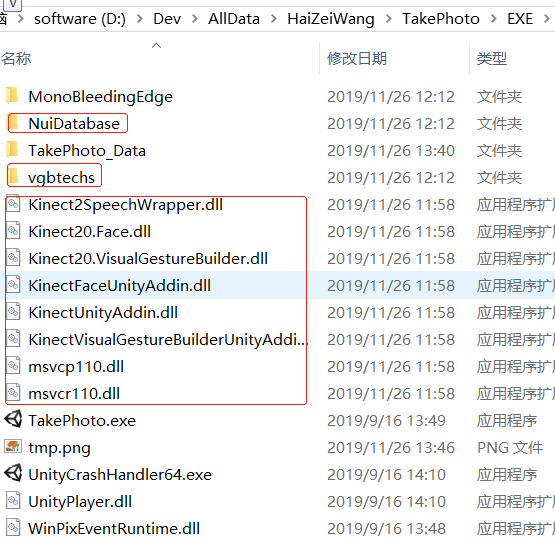 V
脑 > software (D:) > Dev > AllData > HaiZeiWang > TakePhoto > EXE >
名称 修改日期 类型
MonoBleedingEdge 2019/11/26 12:12 文件夹
NuiDatabase 2019/11/26 12:12 文件夹
TakePhoto_Data 2019/11/26 13:40 文件夹
vgbtechs 2019/11/26 12:12 文件夹
Kinect2SpeechWrapper.dll 2019/11/26 11:58 应用程序扩展
Kinect20.Face.dll 2019/11/26 11:58 应用程序扩展
Kinect20.VisualGestureBuilder.dll 2019/11/26 11:58 应用程序扩展
KinectFaceUnityAddin.dll 2019/11/26 11:58 应用程序扩展
KinectUnityAddin.dll 2019/11/26 11:58 应用程序扩展
KinectVisualGestureBuilderUnityAddi... 2019/11/26 11:58 应用程序扩展
msvcp110.dll 2019/11/26 11:58 应用程序扩展
msvcr110.dll 2019/11/26 11:58 应用程序扩展
TakePhoto.exe 2019/9/16 13:49 应用程序
tmp.png 2019/11/26 13:46 PNG 文件
UnityCrashHandler64.exe 2019/9/16 14:10 应用程序
UnityPlayer.dll 2019/9/16 14:10 应用程序扩展
WinPixEventRuntime.dll 2019/9/16 13:48 应用程序扩展